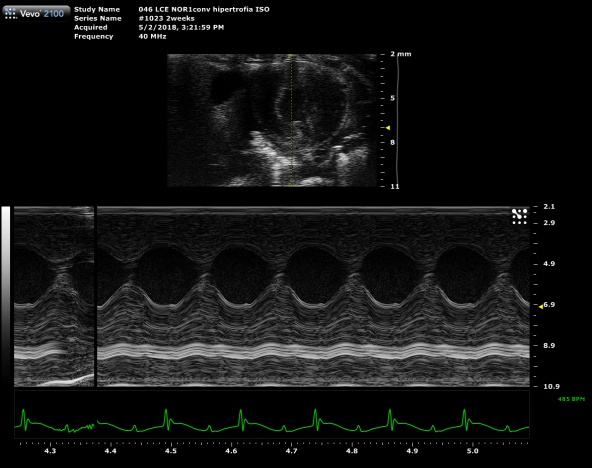 Vevo 2100
Study Name 046 LCE NOR1conv hipertrofia ISO
Series Name #1023 2weeks
Acquired 5/2/2018, 3:21:59 PM
Frequency 40 MHz
2 mm
5
8
11
2.1
2.9
4.9
6.9
8.9
10.9
485 BPM
4.3 4.4 4.5 4.6 4.7 4.8 4.9 5.0